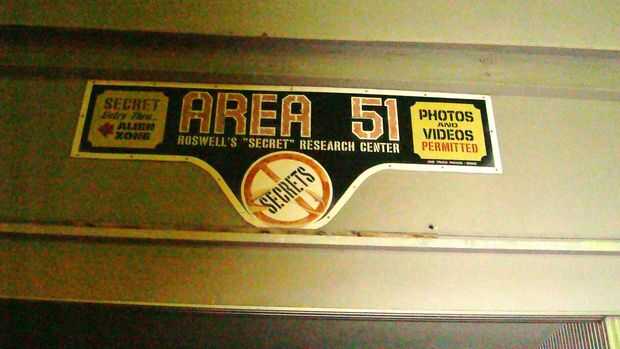 SECRET
Entry Thru...
ALIEN
ZONE
AREA 51
ROSWELL'S "SECRET" RESEARCH CENTER
PHOTOS
AND
VIDEOS
PERMITTED
SECRETS